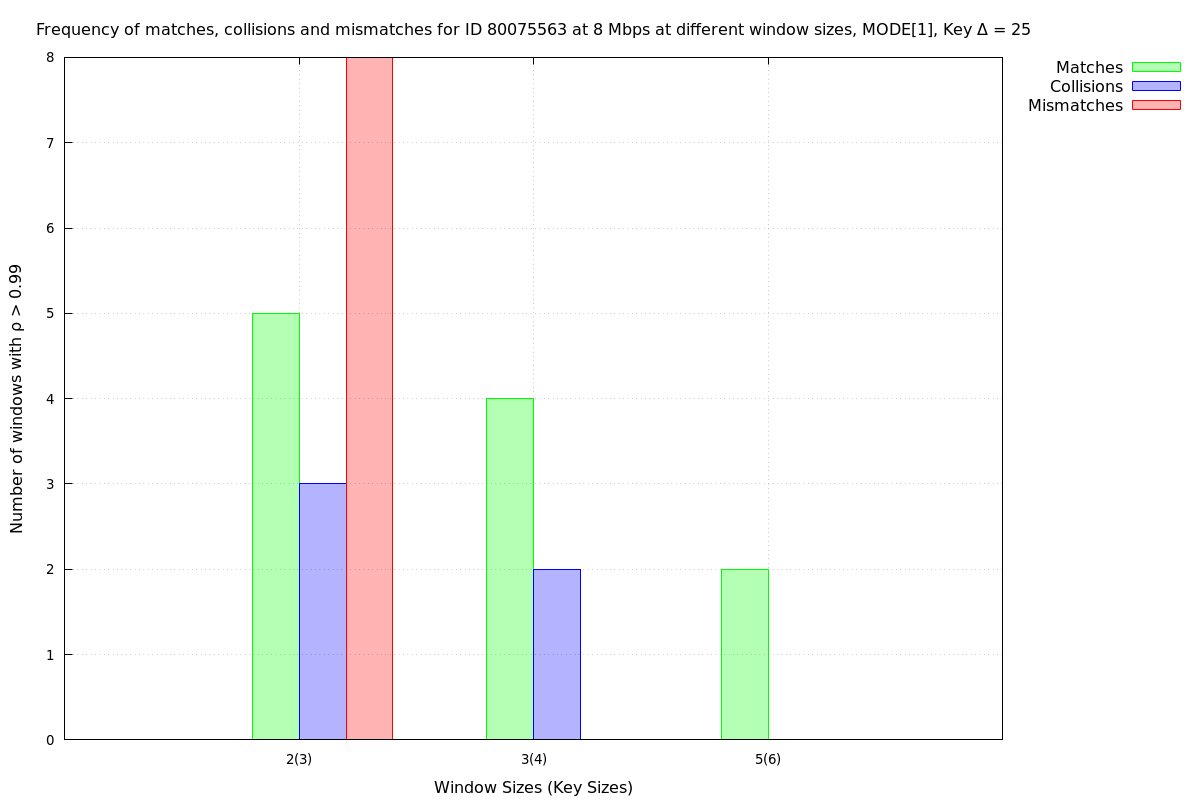 Frequency of matches, collisions and mismatches for ID 80075563 at 8 Mbps at different window sizes, MODE[1], Key Δ = 25
Matches
Collisions
Mismatches
Number of windows with ρ > 0.99
8
7
6
5
4
3
2
1
0
2(3) 3(4) 5(6)
Window Sizes (Key Sizes)